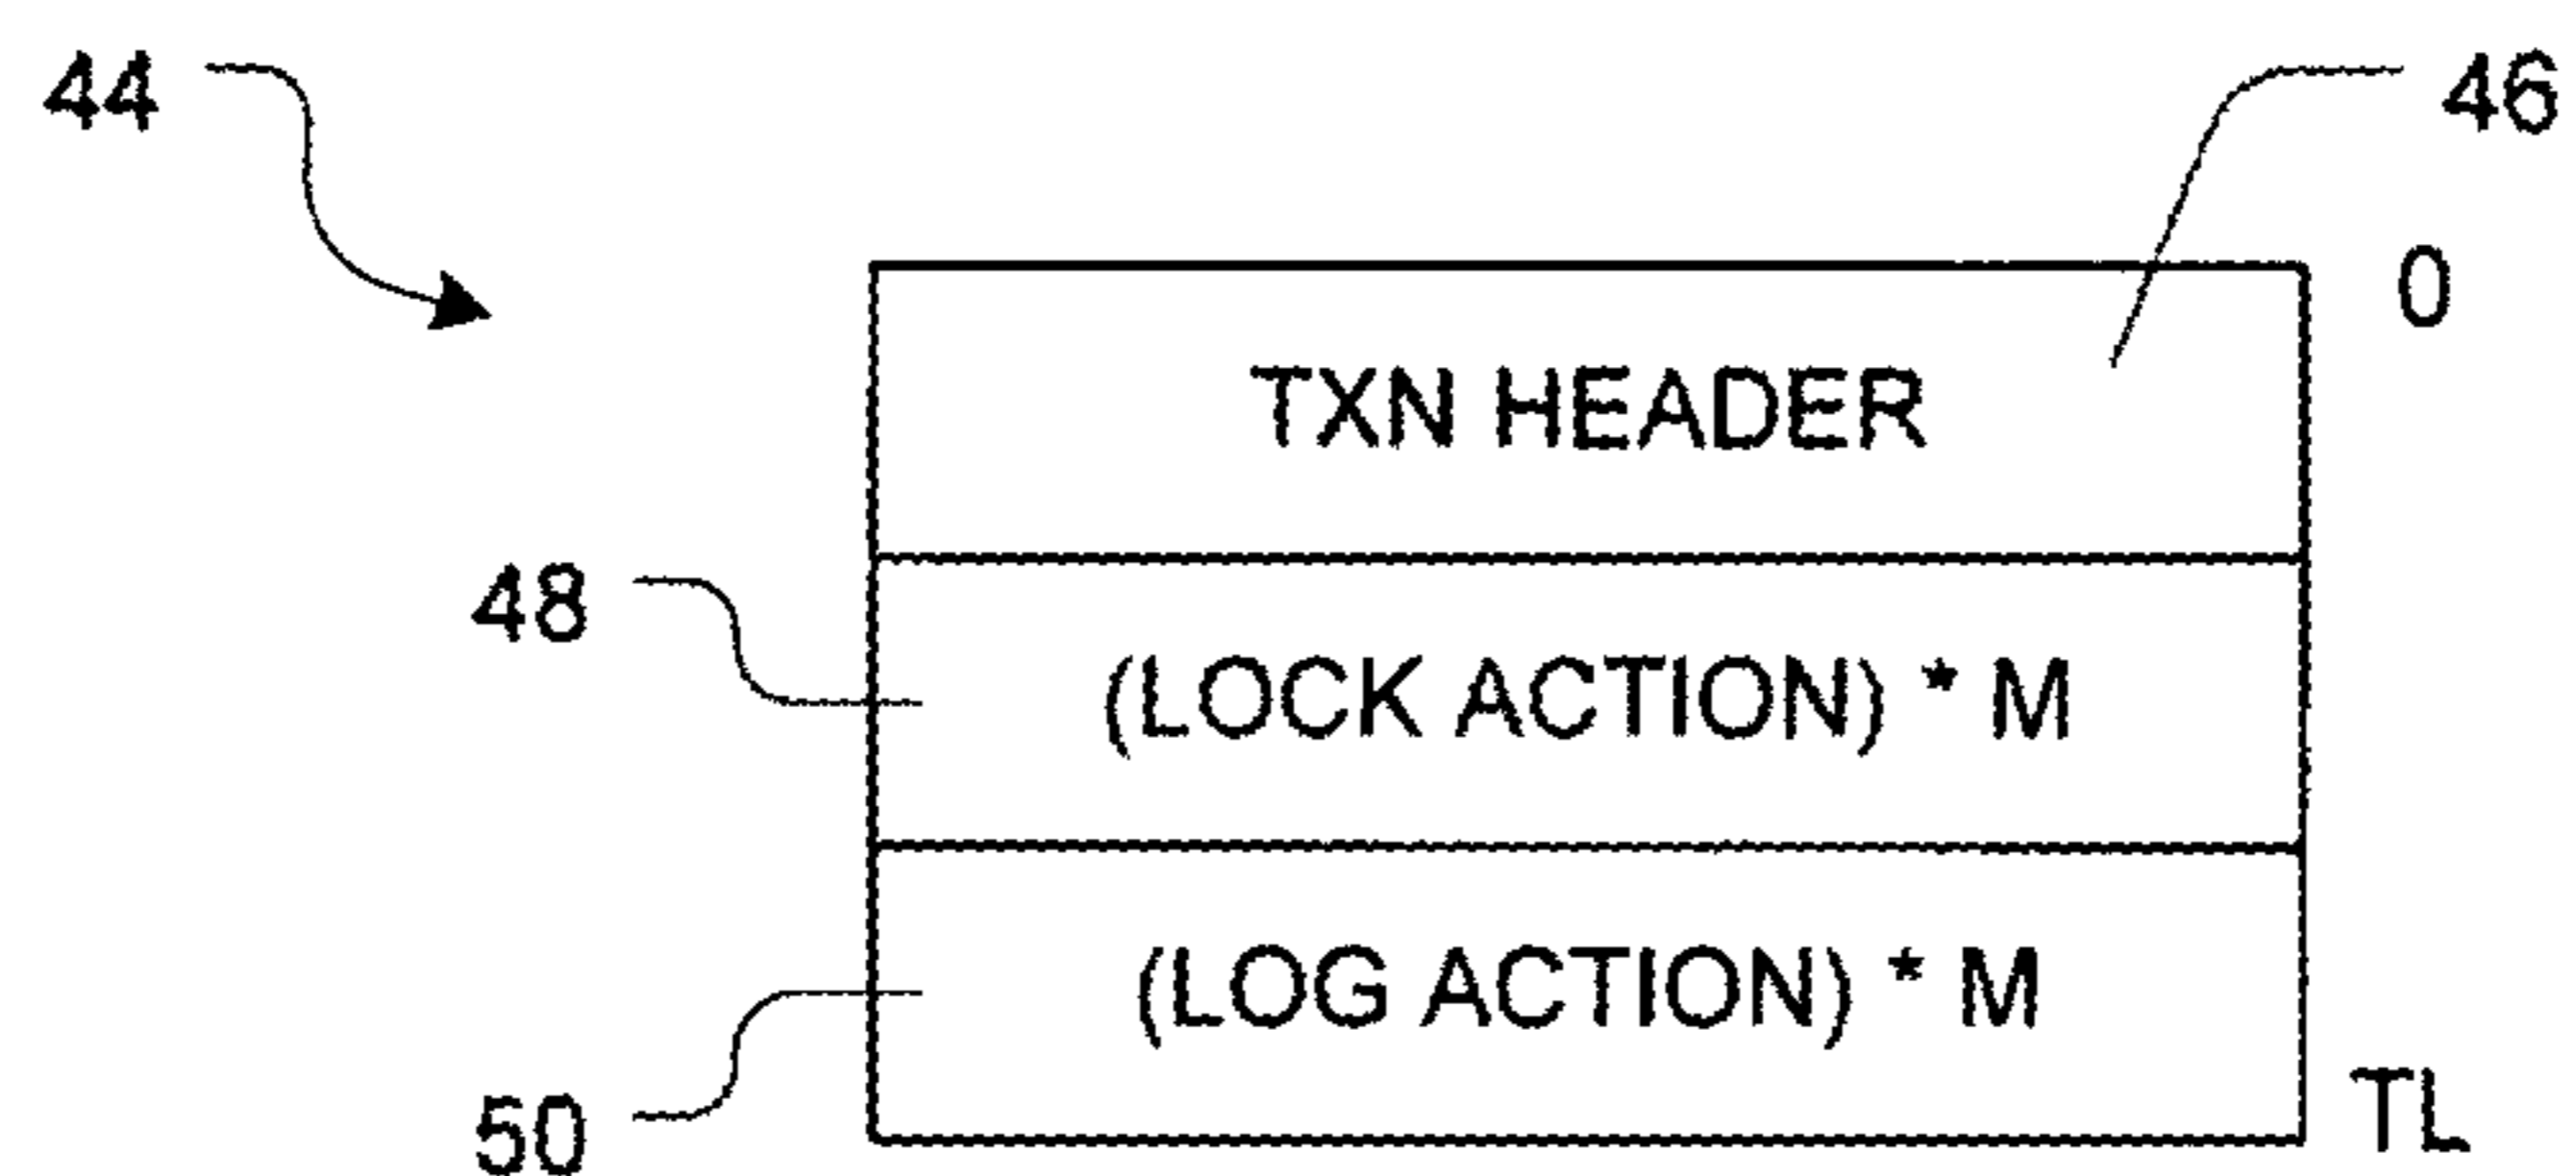 44
46
0
TXN HEADER
48
(LOCK ACTION) * M
(LOG ACTION) * M
50
TL